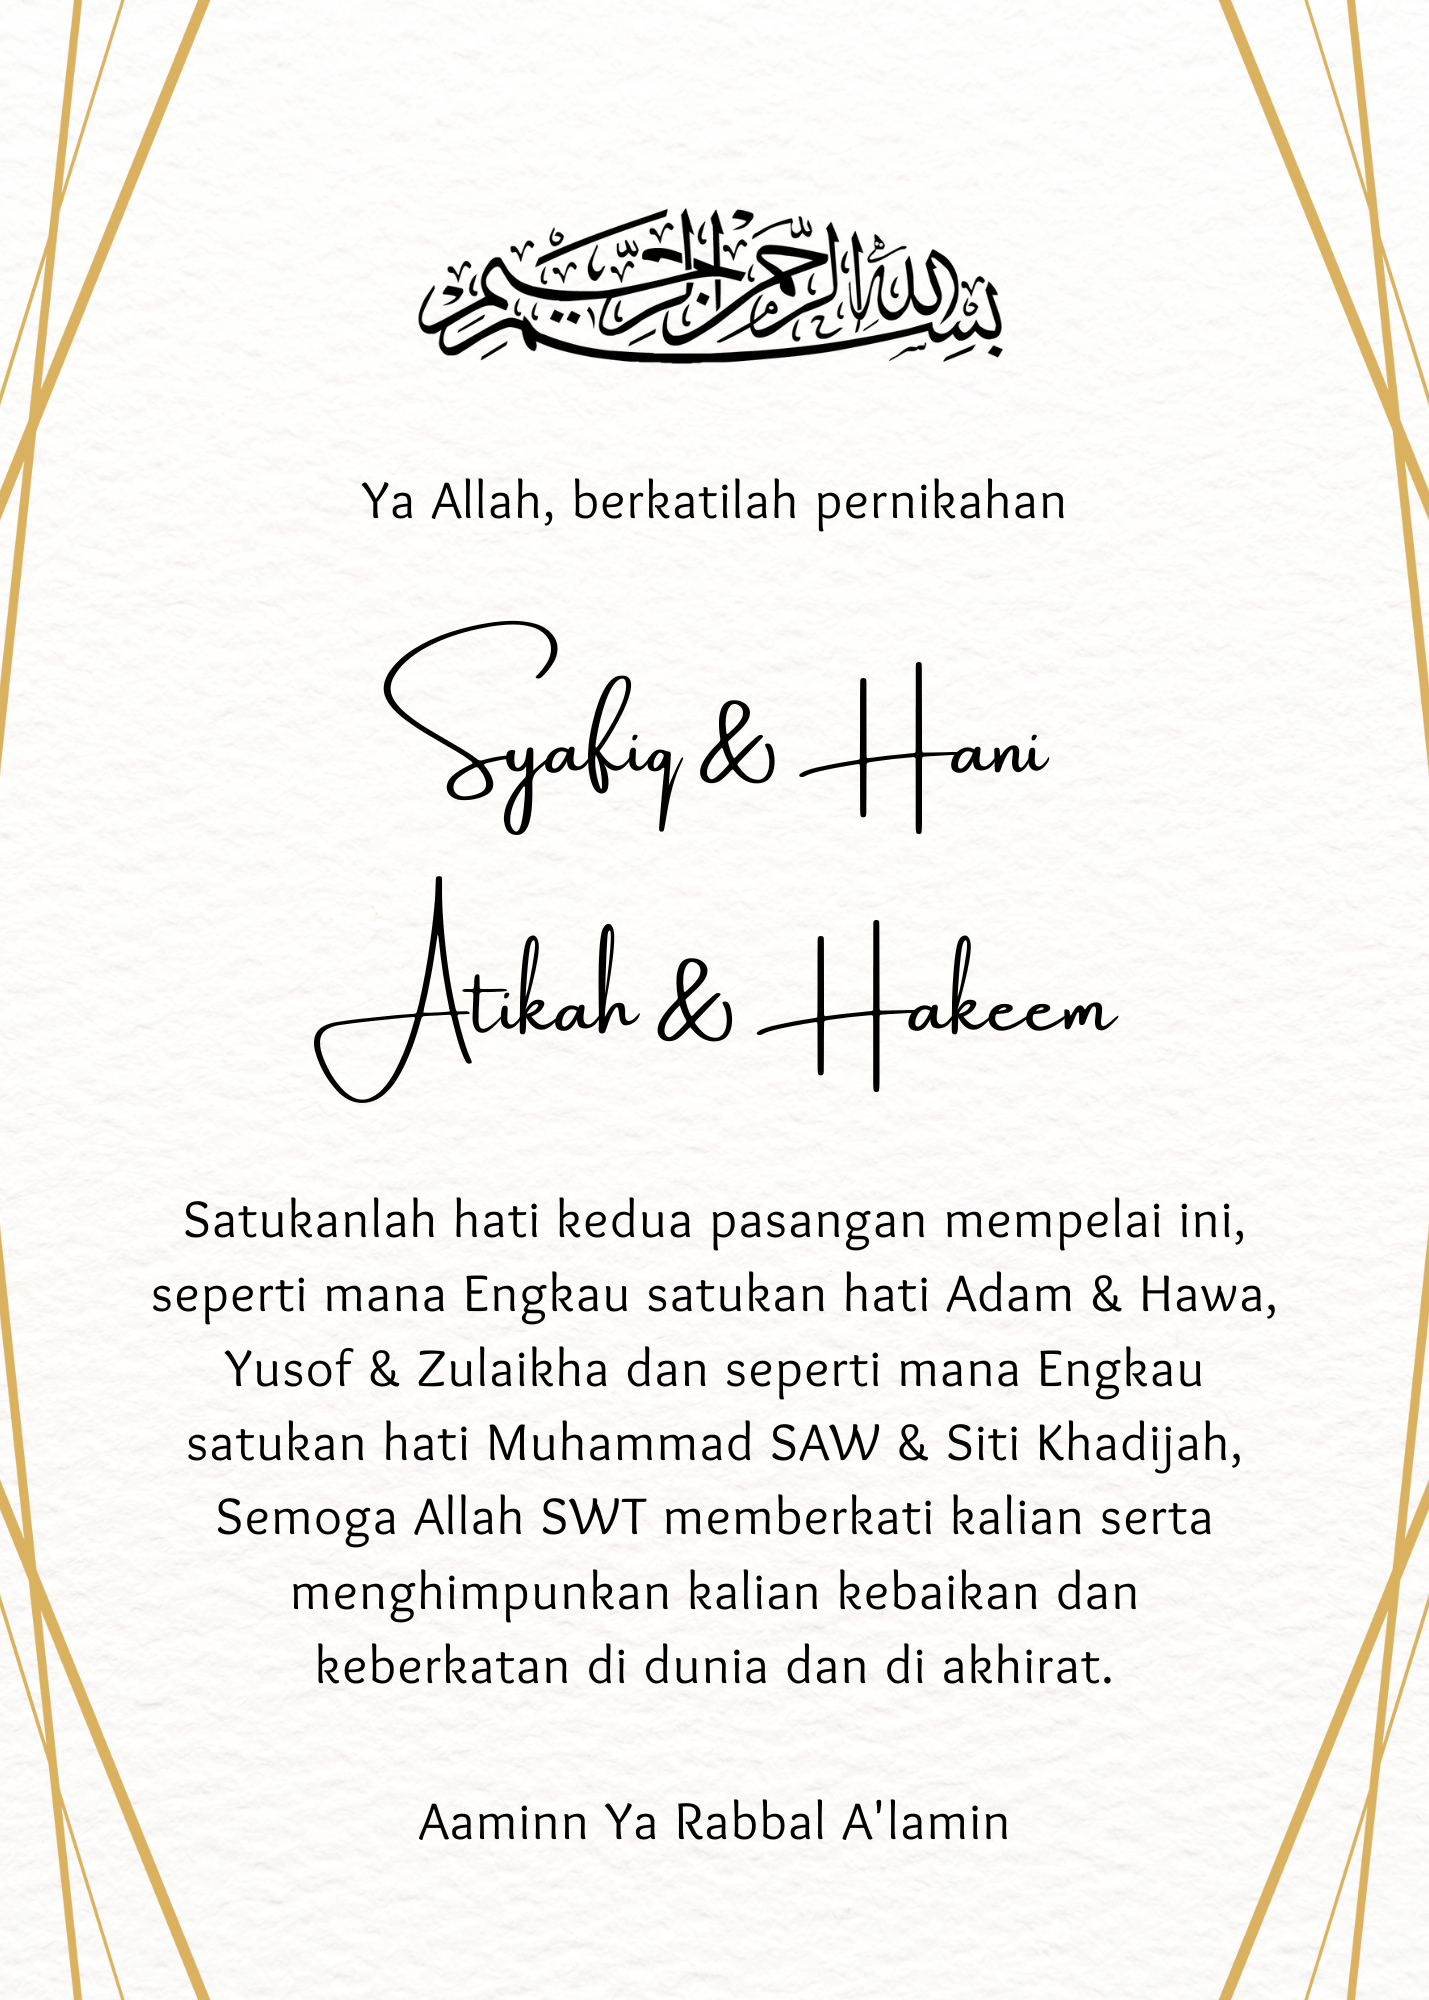 بسم الله الرحمن الرحيم
Ya Allah, berkatilah pernikahan
Syafiq & Hani
Atikah & Hakeem
Satukanlah hati kedua pasangan mempelai ini,
seperti mana Engkau satukan hati Adam & Hawa,
Yusof & Zulaikha dan seperti mana Engkau
satukan hati Muhammad SAW & Siti Khadijah,
Semoga Allah SWT memberkati kalian serta
menghimpunkan kalian kebaikan dan
keberkatan di dunia dan di akhirat.
Aaminn Ya Rabbal A'lamin